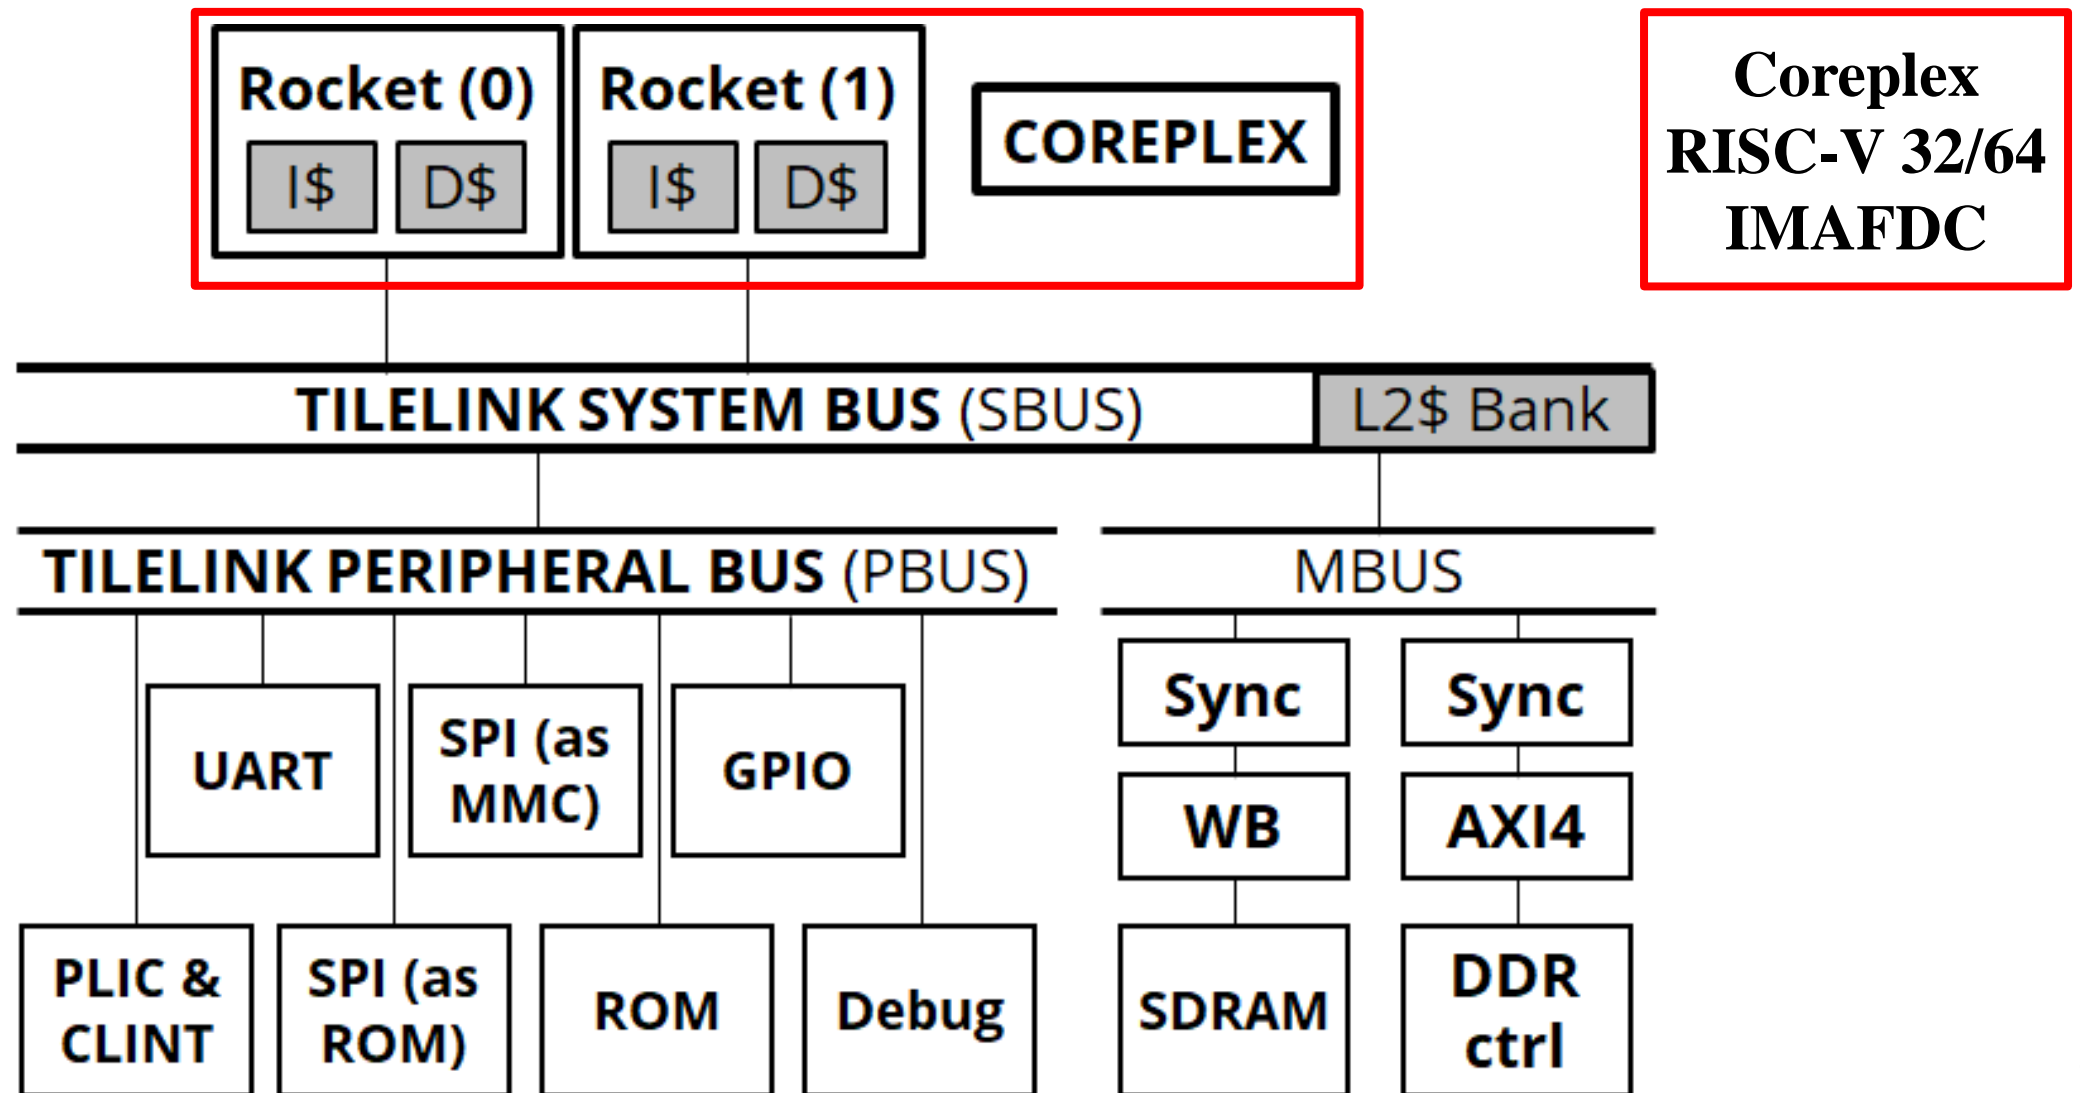 Rocket (0)
Rocket (1)
I$
D$
I$
D$
COREPLEX
Coreplex
RISC-V 32/64
IMAFDC
TILELINK SYSTEM BUS (SBUS)
L2$ Bank
TILELINK PERIPHERAL BUS (PBUS)
MBUS
UART
SPI (as
MMC)
GPIO
PLIC &
CLINT
SPI (as
ROM)
ROM
Debug
Sync
Sync
WB
AXI4
SDRAM
DDR
ctrl